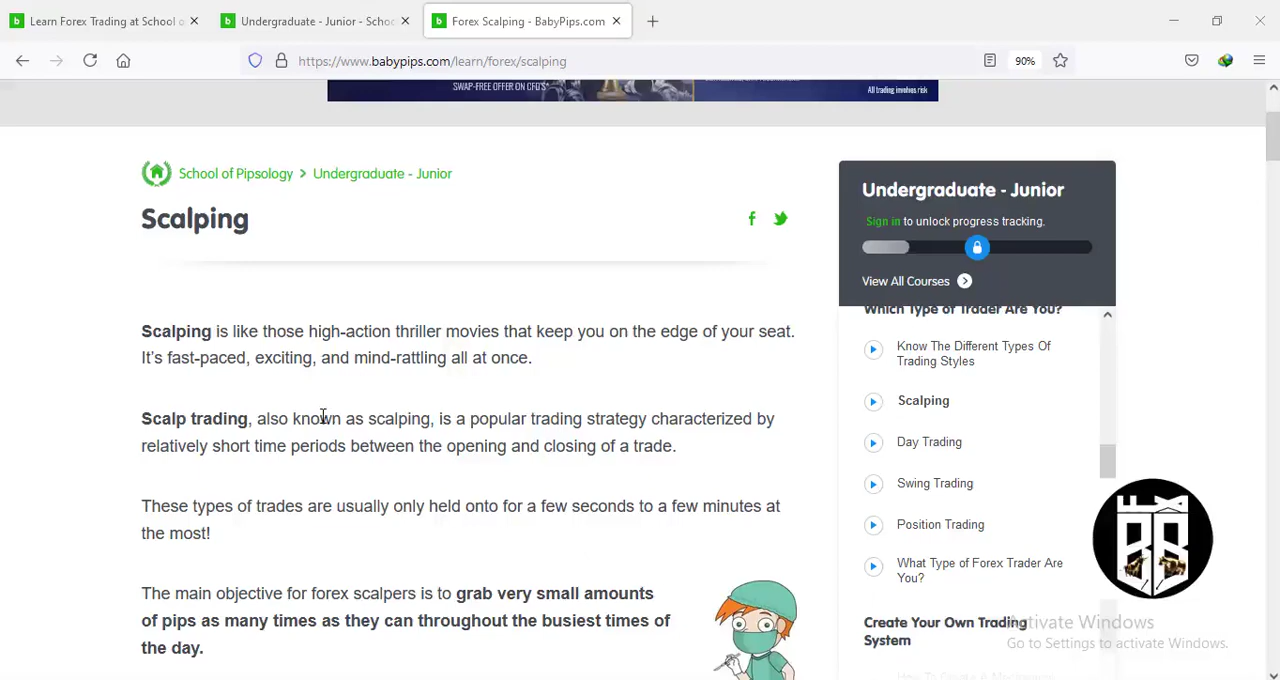 Learn Forex Trading at School o
Undergraduate - Junior - Schoo
Forex Scalping - BabyPips.com
https://www.babypips.com/learn/forex/scalping
90%
SWAP-FREE OFFER ON CFD'S*
All trading involves risk
School of Pipsology > Undergraduate - Junior
Scalping
Scalping is like those high-action thriller movies that keep you on the edge of your seat.
It's fast-paced, exciting, and mind-rattling all at once.
Scalp trading, also known as scalping, is a popular trading strategy characterized by
relatively short time periods between the opening and closing of a trade.
These types of trades are usually only held onto for a few seconds to a few minutes at
the most!
The main objective for forex scalpers is to grab very small amounts
of pips as many times as they can throughout the busiest times of
the day.
Undergraduate - Junior
Sign in to unlock progress tracking.
View All Courses
Which Type of Trader Are You?
Know The Different Types Of
Trading Styles
Scalping
Day Trading
Swing Trading
Position Trading
What Type of Forex Trader Are
You?
Create Your Own Trading
System
Activate Windows
Go to Settings to activate Windows.